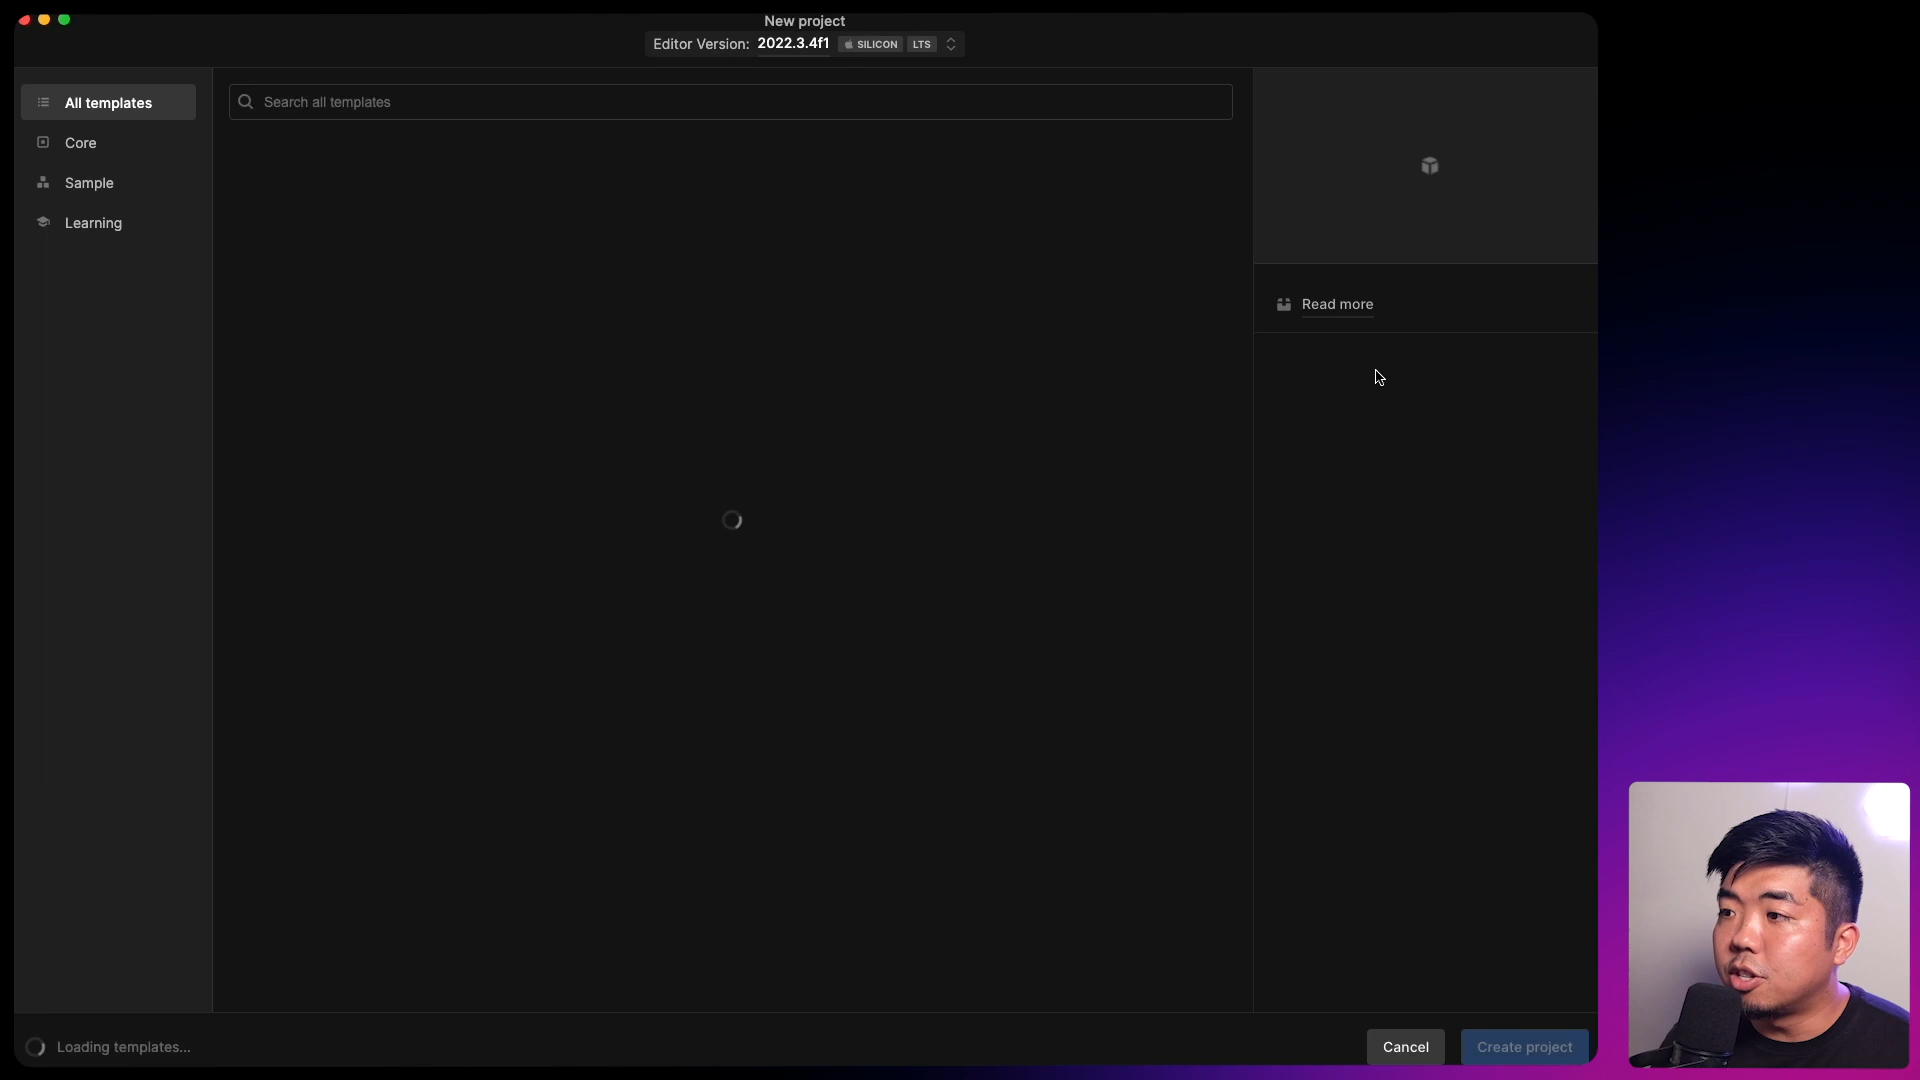 New project
Editor Version: 2022.3.4f1 SILICON LTS
All templates
Core
Sample
Learning
Search all templates
Read more
Loading templates...
Cancel
Create project